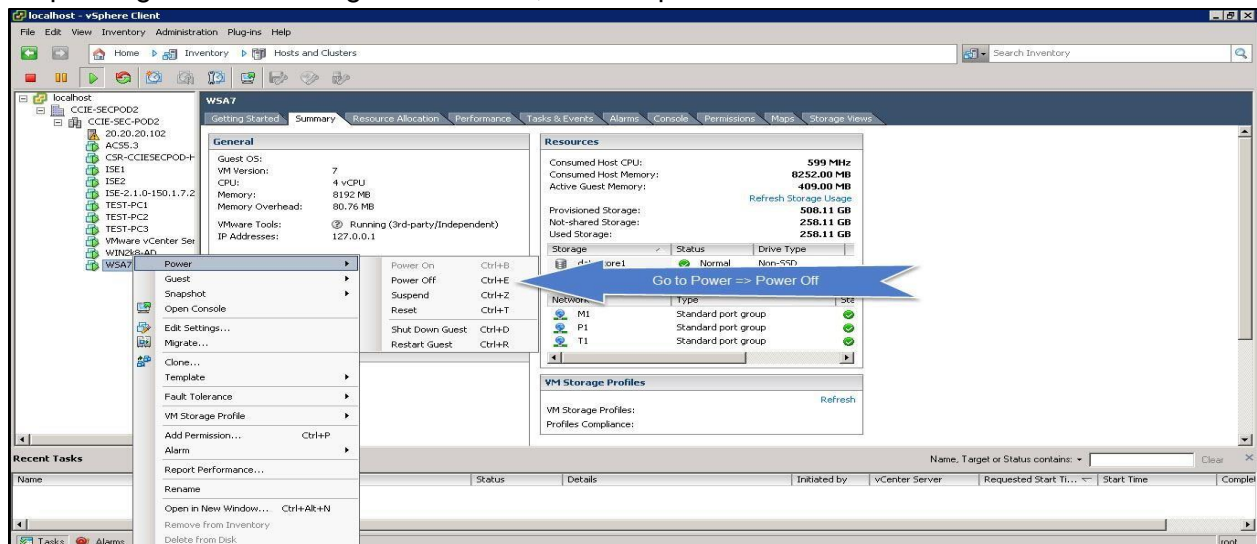 localhost - vSphere Client
File Edit View Inventory Administration Plug-ins Help
Home Inventory Hosts and Clusters
Search Inventory
localhost
CCIE-SECPOD2
CCIE-SEC-POD2
20.20.20.102
ACS5.3
CSR-CCIESECPOD-H
ISE1
ISE2
ISE-2.1.0-150.1.7.2
TEST-PC1
TEST-PC2
TEST-PC3
VMware vCenter Ser
WIN2k8-AD
WSA7
WSA7
Getting Started Summary Resource Allocation Performance Tasks & Events Alarms Console Permissions Maps Storage Views
General
Guest OS:
VM Version: 7
CPU: 4 vCPU
Memory: 8192 MB
Memory Overhead: 80.76 MB
VMware Tools: Running (3rd-party/Independent)
IP Addresses: 127.0.0.1
Resources
Consumed Host CPU: 599 MHz
Consumed Host Memory: 8252.00 MB
Active Guest Memory: 409.00 MB
Refresh Storage Usage
Provisioned Storage: 508.11 GB
Not-shared Storage: 258.11 GB
Used Storage: 258.11 GB
Storage Status Drive Type
Normal Non-SSD
Type
M1 Standard port group
P1 Standard port group
T1 Standard port group
VM Storage Profiles
Refresh
VM Storage Profiles:
Profiles Compliance:
Power
Guest
Snapshot
Open Console
Edit Settings...
Migrate...
Clone...
Template
Fault Tolerance
VM Storage Profile
Add Permission... Ctrl+P
Alarm
Report Performance...
Rename
Open in New Window... Ctrl+Alt+N
Remove from Inventory
Delete from Disk
Power On Ctrl+B
Power Off Ctrl+E
Suspend Ctrl+Z
Reset Ctrl+T
Shut Down Guest Ctrl+D
Restart Guest Ctrl+R
Go to Power => Power Off
Recent Tasks
Name, Target or Status contains: Clear
Name Status Details Initiated by vCenter Server Requested Start Ti... Start Time Complet
Tasks Alarms root